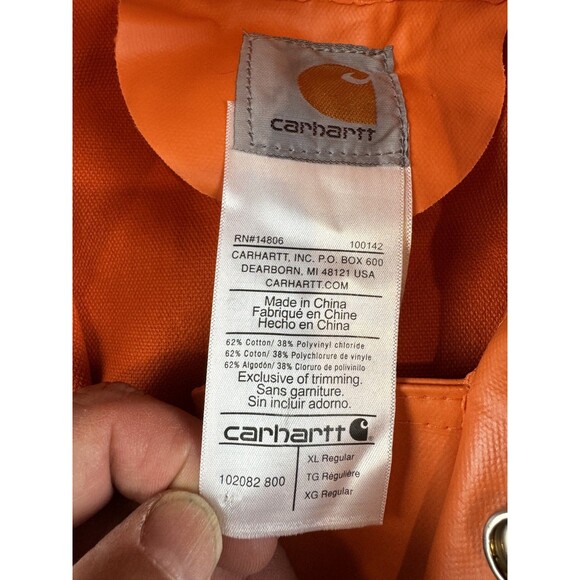 carhartt
RN#14806 100142
CARHARTT, INC. P.O. BOX 600
DEARBORN, MI 48121 USA
CARHARTT.COM
Made in China
Fabriqué en Chine
Hecho en China
62% Cotton/ 38% Polyvinyl chloride
62% Coton/ 38% Polychlorure de vinyle
62% Algodón/ 38% Cloruro de polivinilo
Exclusive of trimming.
Sans garniture.
Sin incluir adorno.
carhartt
102082 800
XL Regular
TG Régulière
XG Regular